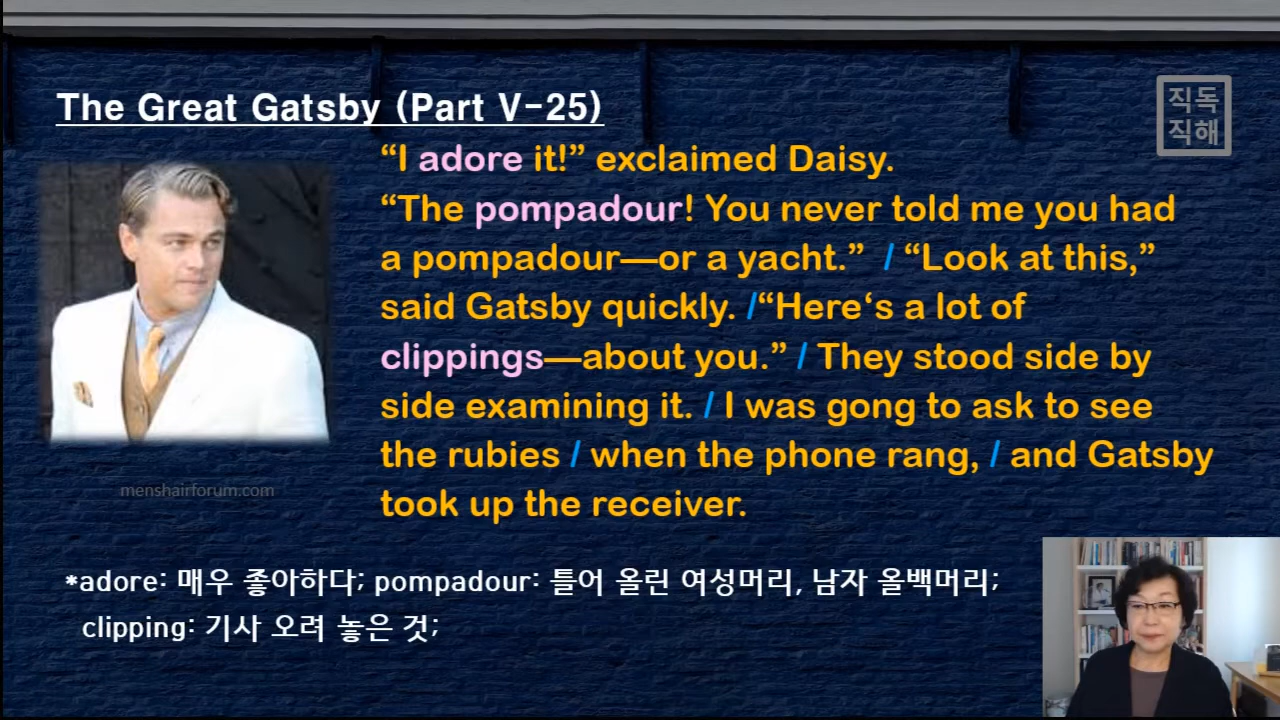 The Great Gatsby (Part V-25)
직독
직해
“I adore it!” exclaimed Daisy.
“The pompadour! You never told me you had
a pompadour—or a yacht.” / “Look at this,”
said Gatsby quickly. /“Here‘s a lot of
clippings—about you.” / They stood side by
side examining it. / I was gong to ask to see
the rubies / when the phone rang, / and Gatsby
took up the receiver.
menshairforum.com
*adore: 매우 좋아하다; pompadour: 틀어 올린 여성머리, 남자 올백머리;
clipping: 기사 오려 놓은 것;